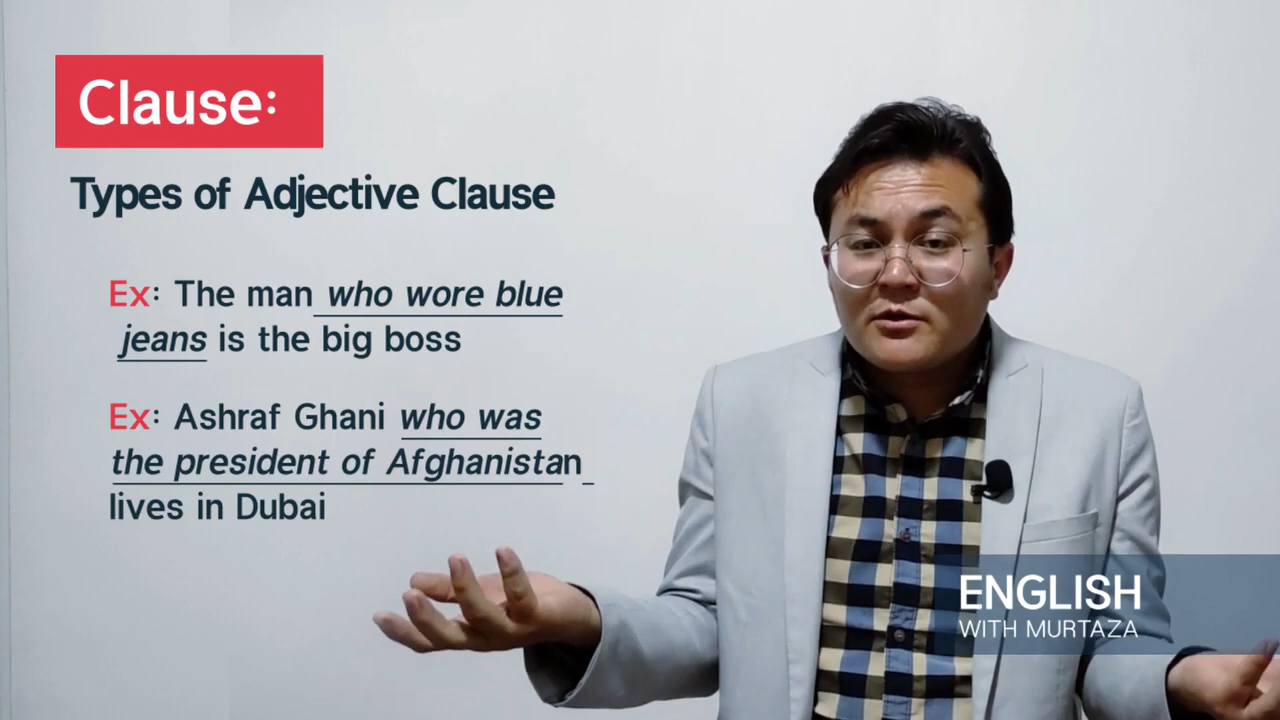 Clause:
Types of Adjective Clause
Ex: The man who wore blue
jeans is the big boss
Ex: Ashraf Ghani who was
the president of Afghanistan
lives in Dubai
ENGLISH
WITH MURTAZA